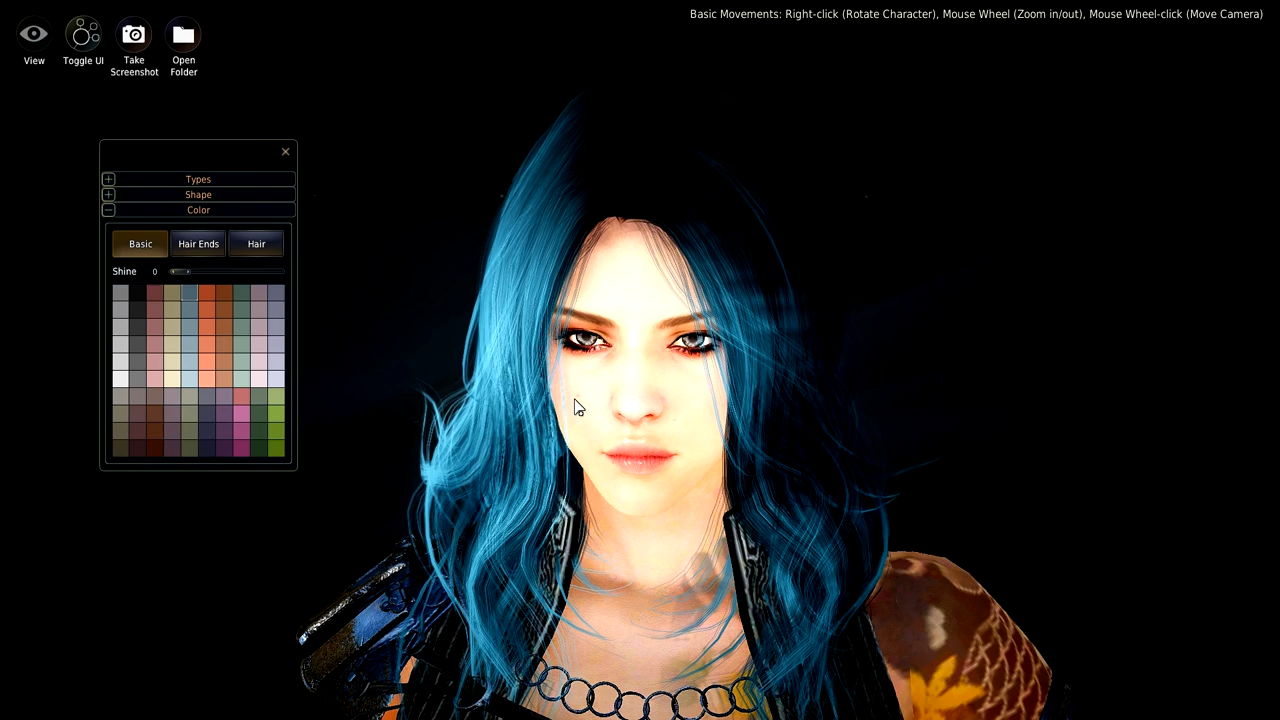 Basic Movements: Right-click (Rotate Character), Mouse Wheel (Zoom in/out), Mouse Wheel-click (Move Camera)
View
Toggle UI
Take
Screenshot
Open
Folder
Types
Shape
Color
Basic
Hair Ends
Hair
Shine 0